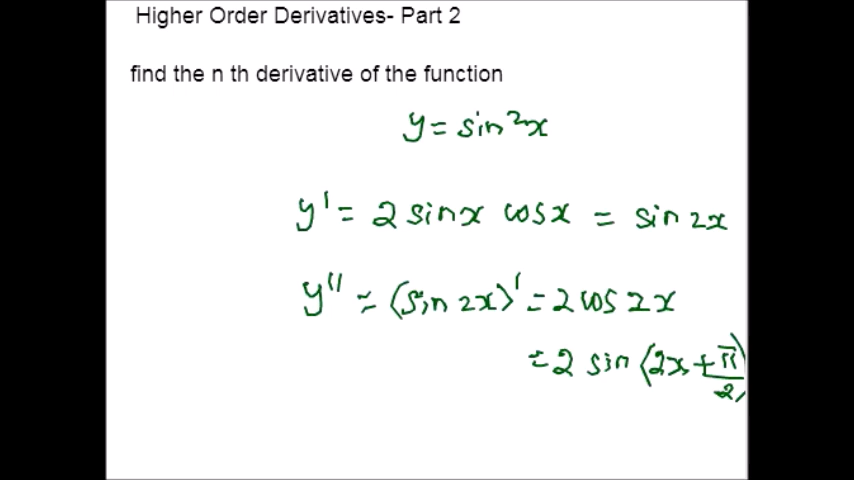 Higher Order Derivatives- Part 2
find the n th derivative of the function
y = sin²x
y' = 2 sinx cosx = sin 2x
y'' = (sin 2x)' = 2 cos 2x
= 2 sin (2x + π/2)